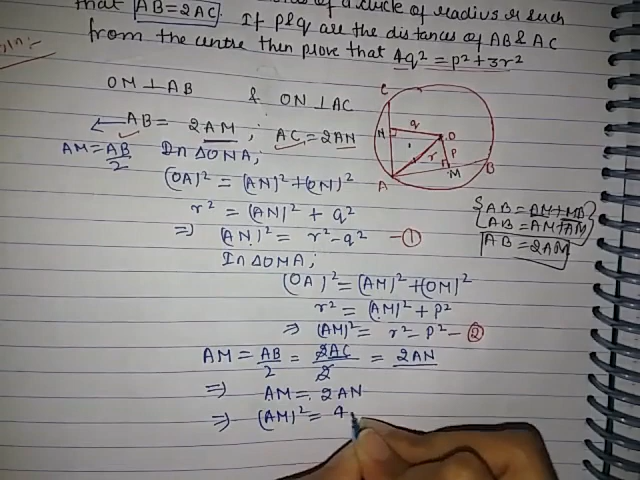 that AB=2AC. If p & q are the distances of AB & AC
from the centre then prove that 4q² = p² + 3r²
OM ⊥ AB & ON ⊥ AC
← AB = 2AM ; AC = 2AN
AM = AB/2 In ΔONA,
(OA)² = (AN)² + (ON)²
r² = (AN)² + q²
⇒ (AN)² = r² - q² - ①
In ΔOMA,
(OA)² = (AM)² + (OM)²
r² = (AM)² + p²
⇒ (AM)² = r² - p² - ②
AM = AB/2 = 2AC/2 = 2AN
⇒ AM = 2AN
⇒ (AM)² = 4
C
N q O
r P
A M B
{AB = AM + MB}
{AB = AM + AM}
AB = 2AM